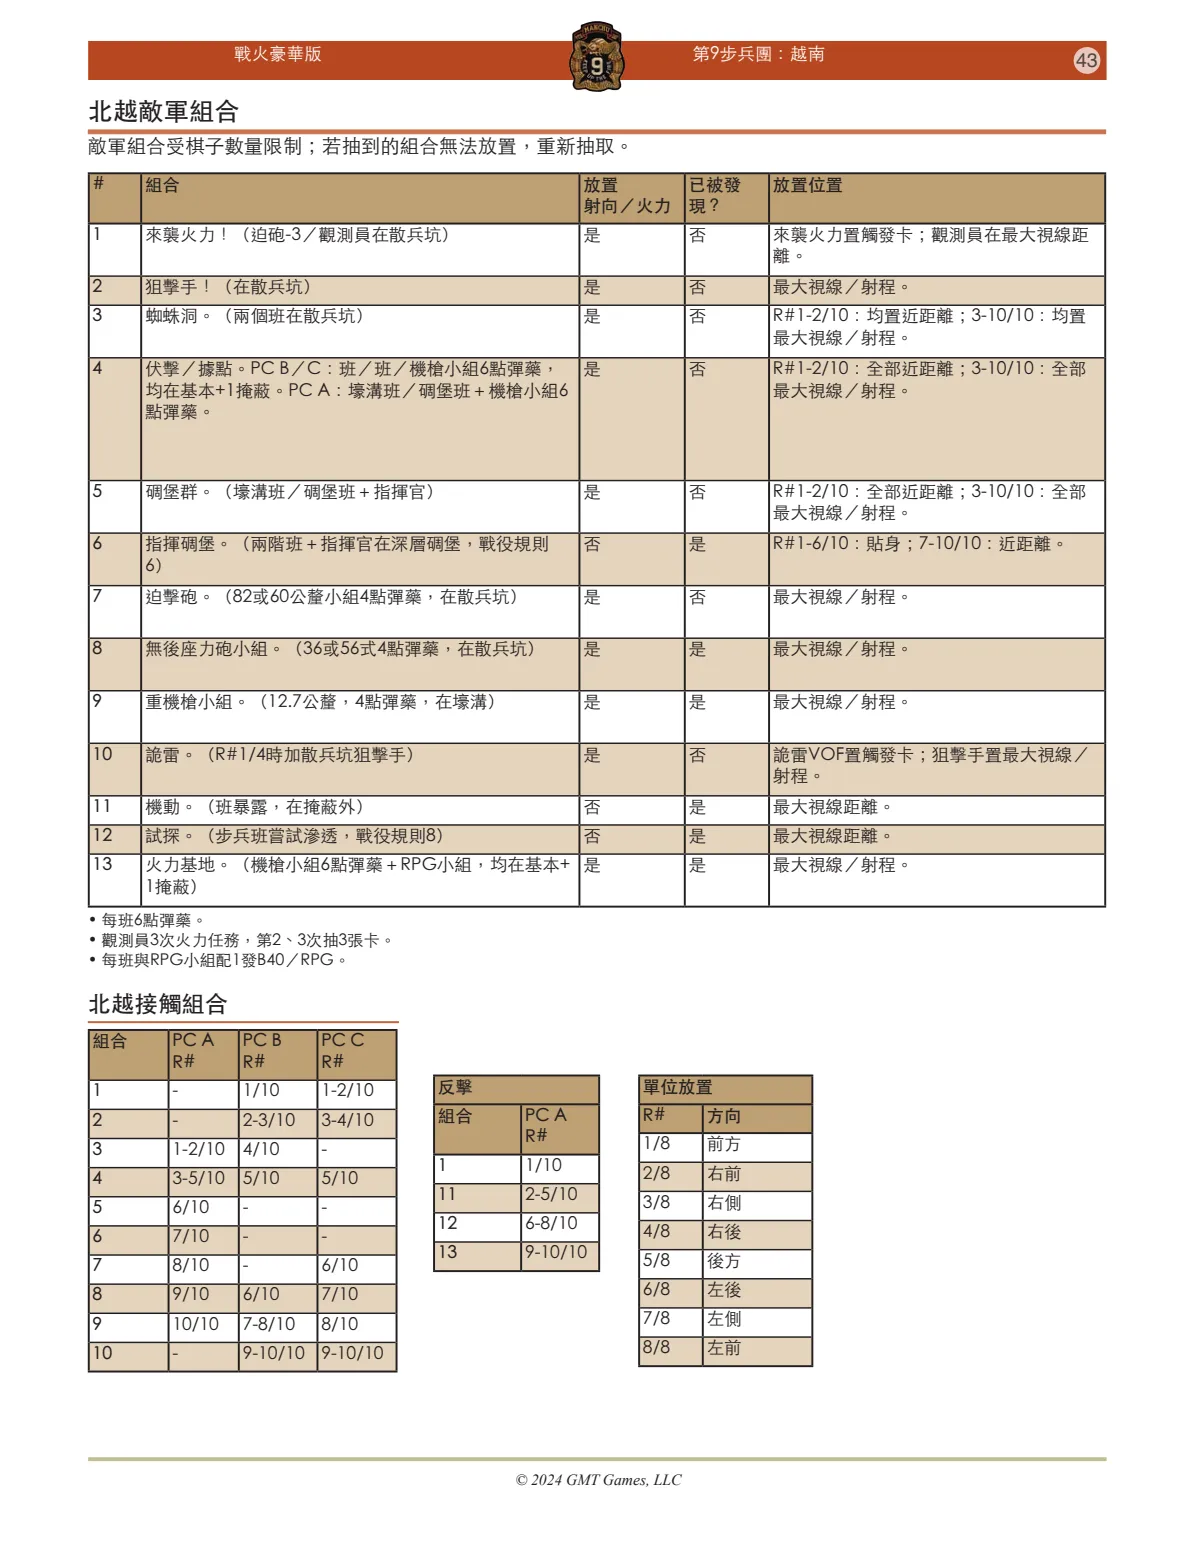 戰火豪華版
MANCHU
9
第9步兵團：越南
43
北越敵軍組合
敵軍組合受棋子數量限制；若抽到的組合無法放置，重新抽取。
# 組合 放置 射向／火力 已被發現？ 放置位置
1 來襲火力！（迫砲-3／觀測員在散兵坑） 是 否 來襲火力置觸發卡；觀測員在最大視線距
離。
2 狙擊手！（在散兵坑） 是 否 最大視線／射程。
3 蜘蛛洞。（兩個班在散兵坑） 是 否 R#1-2/10：均置近距離；3-10/10：均置
最大視線／射程。
4 伏擊／據點。PC B／C：班／班／機槍小組6點彈藥， 是 否 R#1-2/10：全部近距離；3-10/10：全部
均在基本+1掩蔽。PC A：壕溝班／碉堡班＋機槍小組6 最大視線／射程。
點彈藥。
5 碉堡群。（壕溝班／碉堡班＋指揮官） 是 否 R#1-2/10：全部近距離；3-10/10：全部
最大視線／射程。
6 指揮碉堡。（兩階班＋指揮官在深層碉堡，戰役規則 否 是 R#1-6/10：貼身；7-10/10：近距離。
6）
7 迫擊砲。（82或60公釐小組4點彈藥，在散兵坑） 是 否 最大視線／射程。
8 無後座力砲小組。（36或56式4點彈藥，在散兵坑） 是 是 最大視線／射程。
9 重機槍小組。（12.7公釐，4點彈藥，在壕溝） 是 是 最大視線／射程。
10 詭雷。（R#1/4時加散兵坑狙擊手） 是 否 詭雷VOF置觸發卡；狙擊手置最大視線／
射程。
11 機動。（班暴露，在掩蔽外） 否 是 最大視線距離。
12 試探。（步兵班嘗試滲透，戰役規則8） 否 是 最大視線距離。
13 火力基地。（機槍小組6點彈藥＋RPG小組，均在基本+ 是 是 最大視線／射程。
1掩蔽）
• 每班6點彈藥。
• 觀測員3次火力任務，第2、3次抽3張卡。
• 每班與RPG小組配1發B40／RPG。
北越接觸組合
組合 PC A R# PC B R# PC C R#
1 - 1/10 1-2/10
2 - 2-3/10 3-4/10
3 1-2/10 4/10 -
4 3-5/10 5/10 5/10
5 6/10 - -
6 7/10 - -
7 8/10 - 6/10
8 9/10 6/10 7/10
9 10/10 7-8/10 8/10
10 - 9-10/10 9-10/10
反擊
組合 PC A R#
1 1/10
11 2-5/10
12 6-8/10
13 9-10/10
單位放置
R# 方向
1/8 前方
2/8 右前
3/8 右側
4/8 右後
5/8 後方
6/8 左後
7/8 左側
8/8 左前
© 2024 GMT Games, LLC